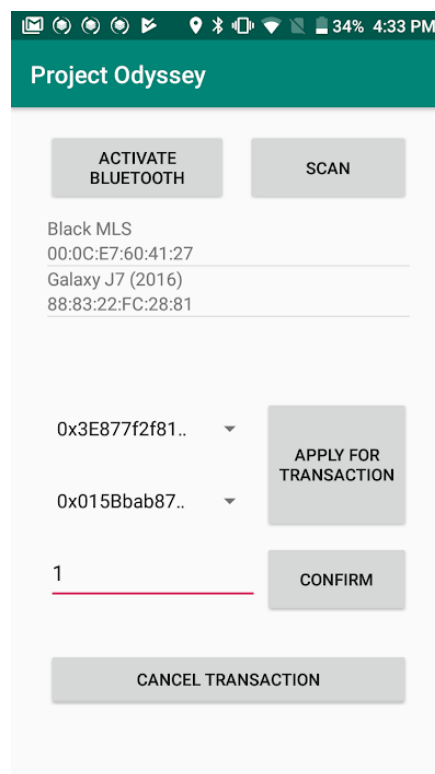 34% 4:33 PM
Project Odyssey
ACTIVATE
BLUETOOTH
SCAN
Black MLS
00:0C:E7:60:41:27
Galaxy J7 (2016)
88:83:22:FC:28:81
0x3E877f2f81..
APPLY FOR
TRANSACTION
0x015Bbab87..
1
CONFIRM
CANCEL TRANSACTION